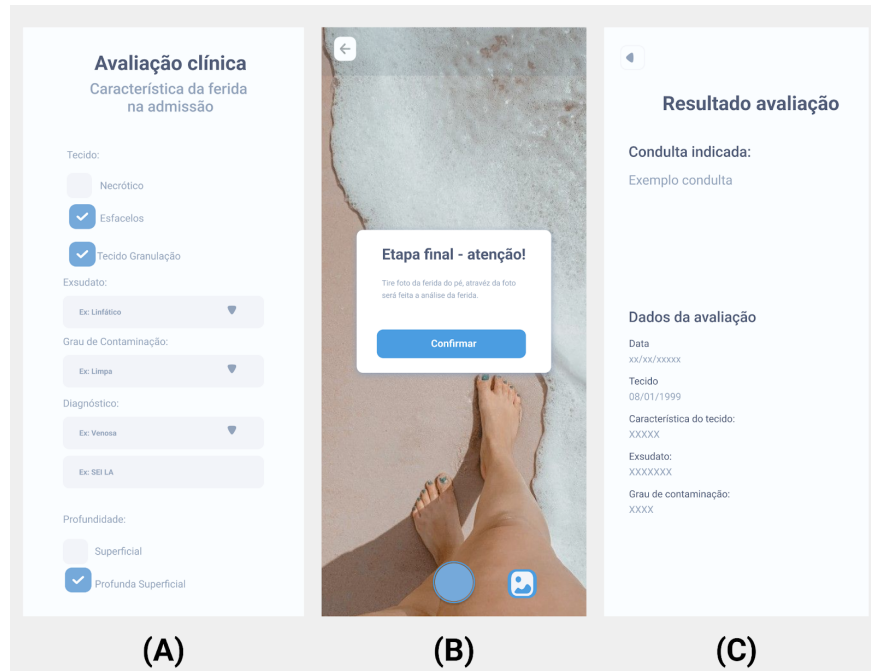 Avaliação clínica
Característica da ferida
na admissão
Tecido:
Necrótico
Esfacelos
Tecido Granulação
Exsudato:
Ex: Linfático
Grau de Contaminação:
Ex: Limpa
Diagnóstico:
Ex: Venosa
Ex: SEI LA
Profundidade:
Superficial
Profunda Superficial
(A)
Etapa final - atenção!
Tire foto da ferida do pé, atravéz da foto
será feita a análise da ferida.
Confirmar
(B)
Resultado avaliação
Condulta indicada:
Exemplo condulta
Dados da avaliação
Data
xx/xx/xxxxx
Tecido
08/01/1999
Característica do tecido:
XXXXX
Exsudato:
XXXXXXX
Grau de contaminação:
XXXX
(C)